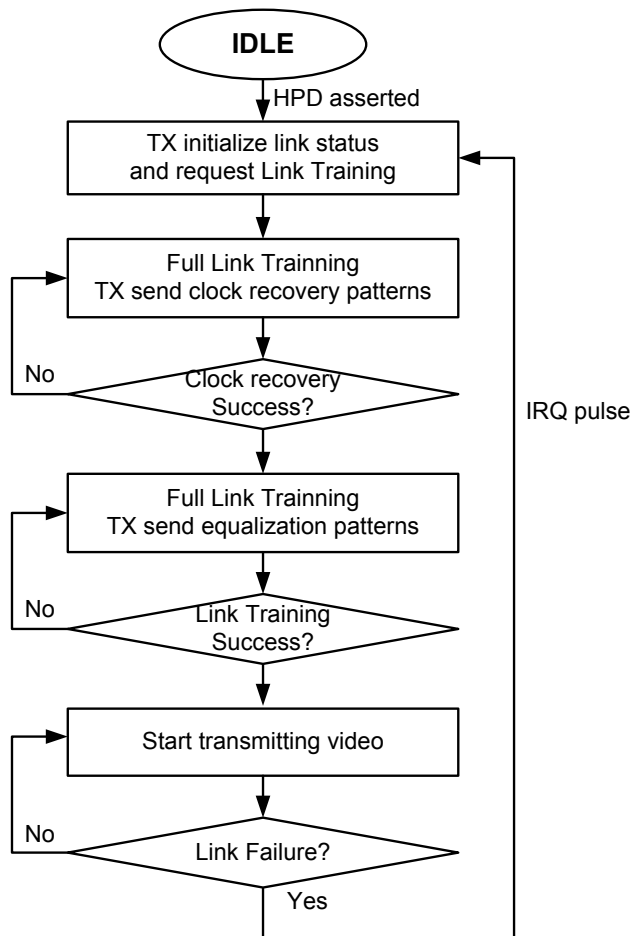 IDLE
HPD asserted
TX initialize link status
and request Link Training
Full Link Trainning
TX send clock recovery patterns
No
Clock recovery
Success?
IRQ pulse
Full Link Trainning
TX send equalization patterns
No
Link Training
Success?
Start transmitting video
No
Link Failure?
Yes